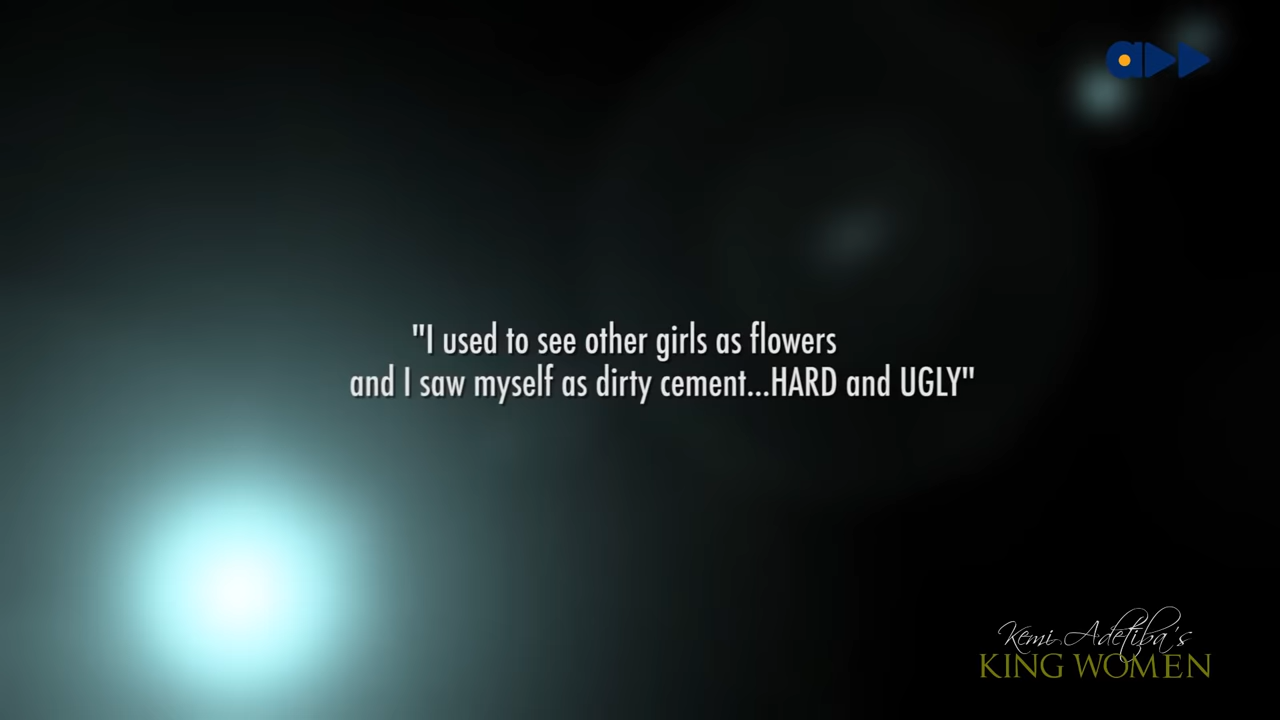 "I used to see other girls as flowers
and I saw myself as dirty cement...HARD and UGLY"
Kemi Adetiba's
KING WOMEN